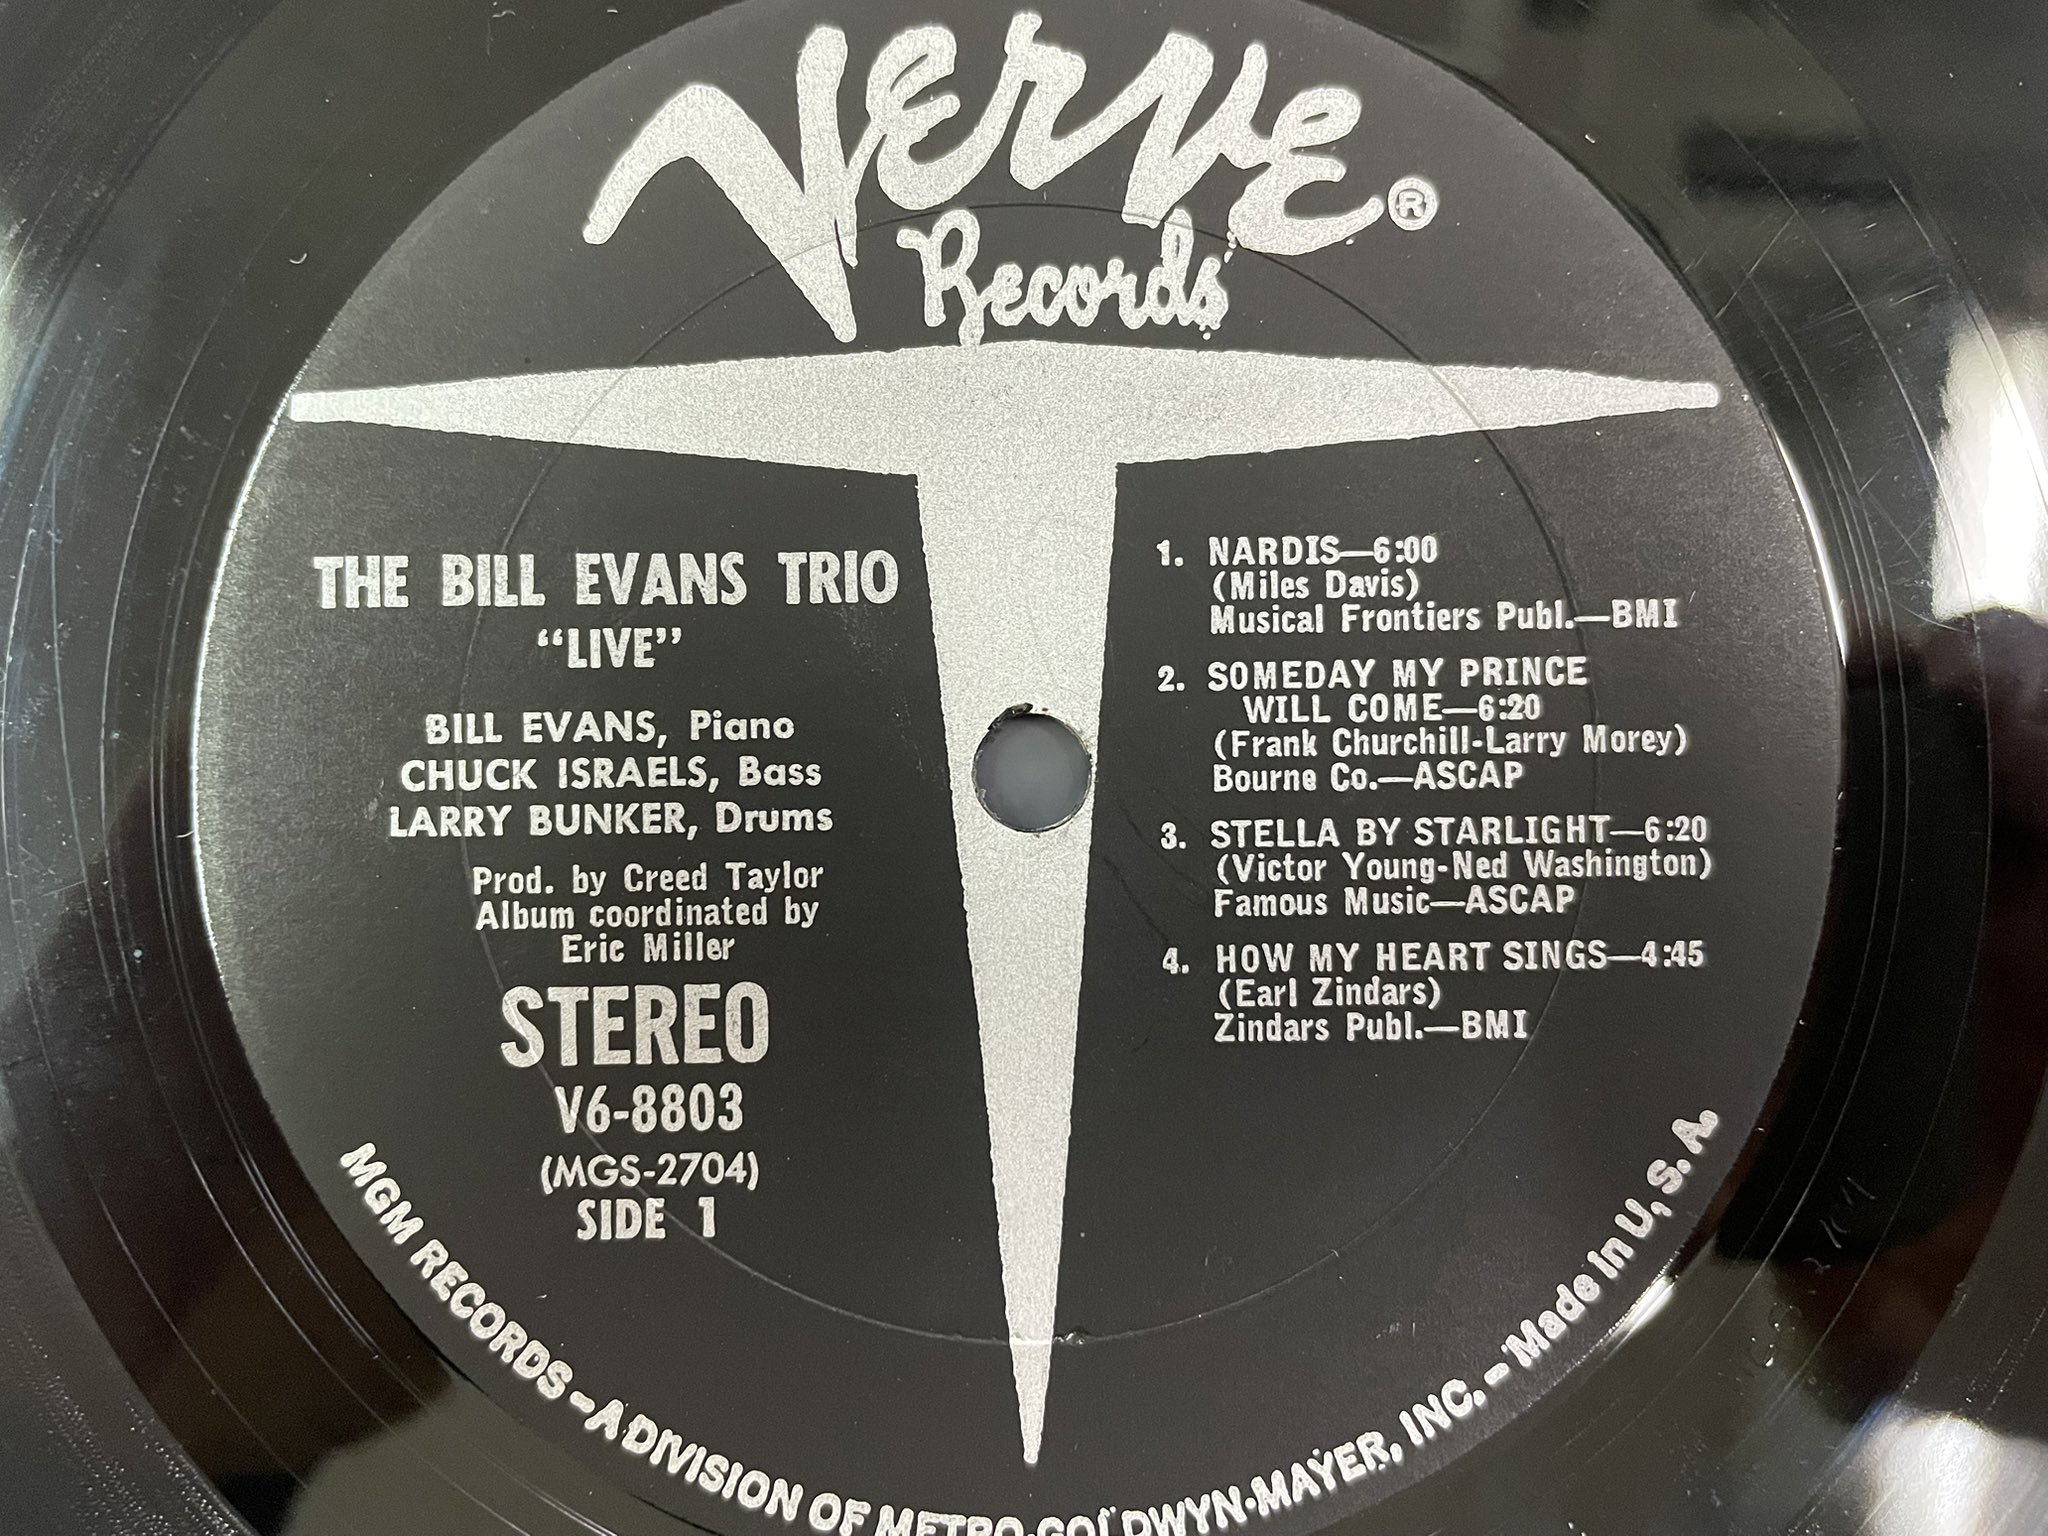 Verve®
Records
THE BILL EVANS TRIO
"LIVE"
BILL EVANS, Piano
CHUCK ISRAELS, Bass
LARRY BUNKER, Drums
Prod. by Creed Taylor
Album coordinated by
Eric Miller
STEREO
V6-8803
(MGS-2704)
SIDE 1
1. NARDIS—6:00
(Miles Davis)
Musical Frontiers Publ.—BMI
2. SOMEDAY MY PRINCE
WILL COME—6:20
(Frank Churchill-Larry Morey)
Bourne Co.—ASCAP
3. STELLA BY STARLIGHT—6:20
(Victor Young-Ned Washington)
Famous Music—ASCAP
4. HOW MY HEART SINGS—4:45
(Earl Zindars)
Zindars Publ.—BMI
MGM RECORDS – A DIVISION OF METRO-GOLDWYN-MAYER, INC. – Made in U.S.A.